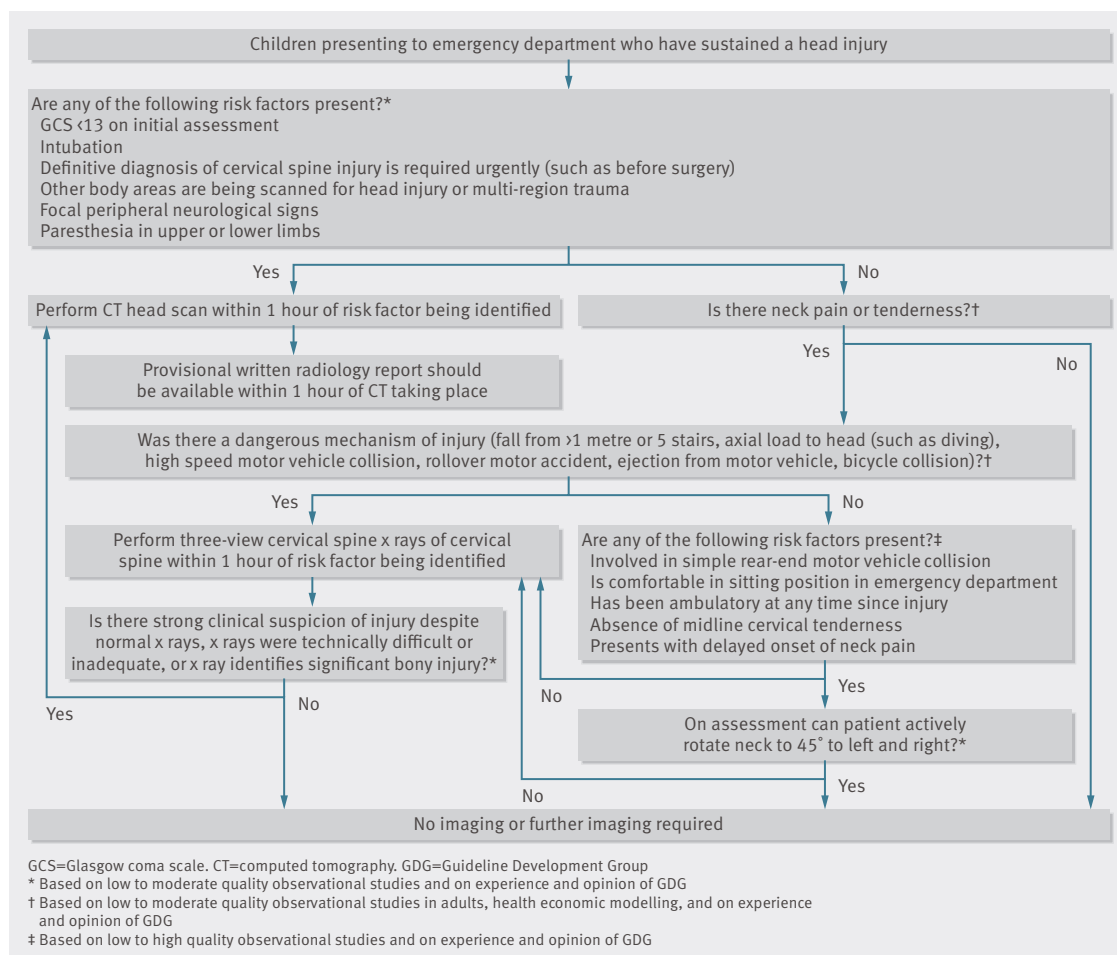 Children presenting to emergency department who have sustained a head injury
Are any of the following risk factors present?*
GCS <13 on initial assessment
Intubation
Definitive diagnosis of cervical spine injury is required urgently (such as before surgery)
Other body areas are being scanned for head injury or multi-region trauma
Focal peripheral neurological signs
Paresthesia in upper or lower limbs
Yes
No
Perform CT head scan within 1 hour of risk factor being identified
Is there neck pain or tenderness?†
Yes
No
Provisional written radiology report should
be available within 1 hour of CT taking place
Was there a dangerous mechanism of injury (fall from >1 metre or 5 stairs, axial load to head (such as diving),
high speed motor vehicle collision, rollover motor accident, ejection from motor vehicle, bicycle collision)?†
Yes
No
Perform three-view cervical spine x rays of cervical
spine within 1 hour of risk factor being identified
Are any of the following risk factors present?‡
Involved in simple rear-end motor vehicle collision
Is comfortable in sitting position in emergency department
Has been ambulatory at any time since injury
Absence of midline cervical tenderness
Presents with delayed onset of neck pain
Is there strong clinical suspicion of injury despite
normal x rays, x rays were technically difficult or
inadequate, or x ray identifies significant bony injury?*
Yes
No
No
Yes
On assessment can patient actively
rotate neck to 45˚ to left and right?*
No
Yes
No imaging or further imaging required
GCS=Glasgow coma scale. CT=computed tomography. GDG=Guideline Development Group
* Based on low to moderate quality observational studies and on experience and opinion of GDG
† Based on low to moderate quality observational studies in adults, health economic modelling, and on experience
and opinion of GDG
‡ Based on low to high quality observational studies and on experience and opinion of GDG